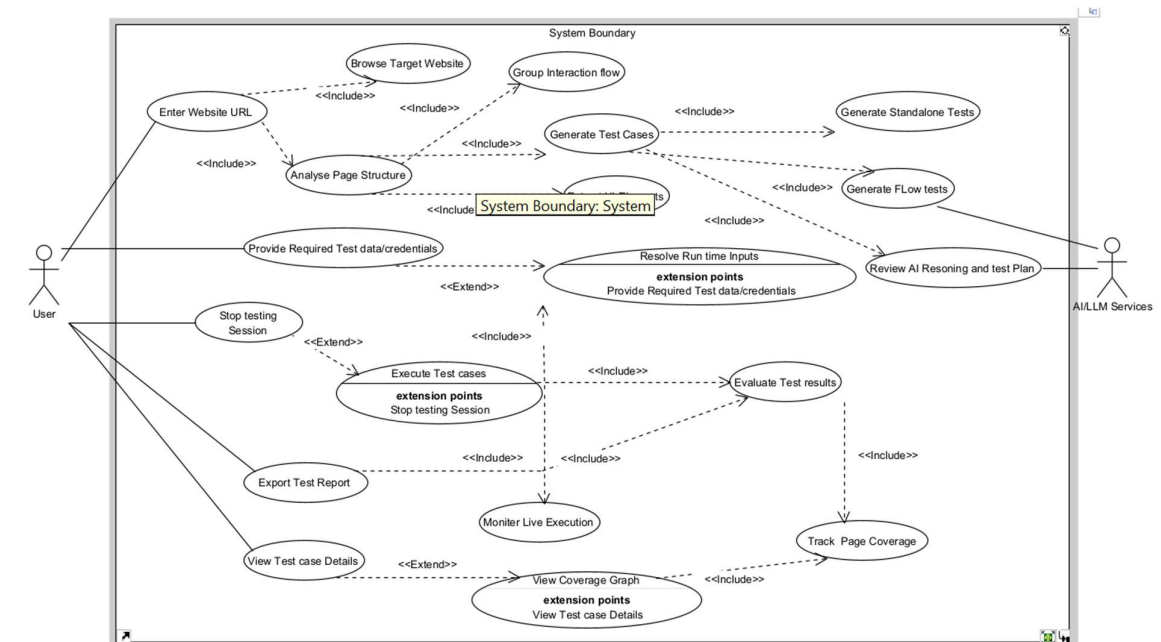 System Boundary
Browse Target Website
Group Interaction flow
<<Include>>
<<Include>>
<<Include>>
Enter Website URL
Generate Standalone Tests
Generate Test Cases
<<Include>>
<<Include>>
Analyse Page Structure
<<Include>>
Generate FLow tests
<<Include
System Boundary: System
ts
<<Include>>
Provide Required Test data/credentials
Resolve Run time Inputs
extension points
Provide Required Test data/credentials
Review AI Resoning and test Plan
<<Extend>>
User
AI/LLM Services
Stop testing
Session
<<Include>>
<<Extend>>
Execute Test cases
extension points
Stop testing Session
<<Include>>
Evaluate Test results
<<Include>>
<<Include>>
<<Include>>
Export Test Report
Moniter Live Execution
Track Page Coverage
View Test case Details
<<Extend>>
View Coverage Graph
extension points
View Test case Details
<<Include>>